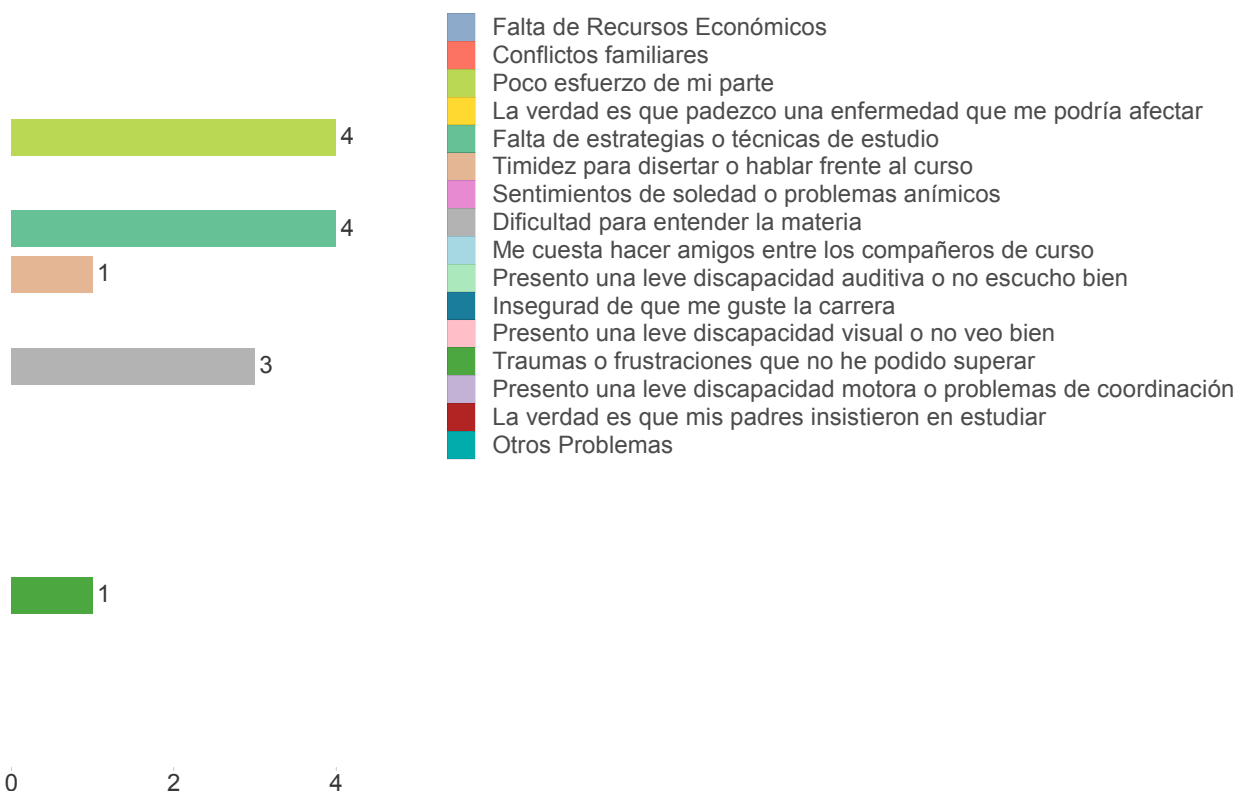 Falta de Recursos Económicos
Conflictos familiares
Poco esfuerzo de mi parte
La verdad es que padezco una enfermedad que me podría afectar
Falta de estrategias o técnicas de estudio
Timidez para disertar o hablar frente al curso
Sentimientos de soledad o problemas anímicos
Dificultad para entender la materia
Me cuesta hacer amigos entre los compañeros de curso
Presento una leve discapacidad auditiva o no escucho bien
Insegurad de que me guste la carrera
Presento una leve discapacidad visual o no veo bien
Traumas o frustraciones que no he podido superar
Presento una leve discapacidad motora o problemas de coordinación
La verdad es que mis padres insistieron en estudiar
Otros Problemas
4
4
1
3
1
0 2 4